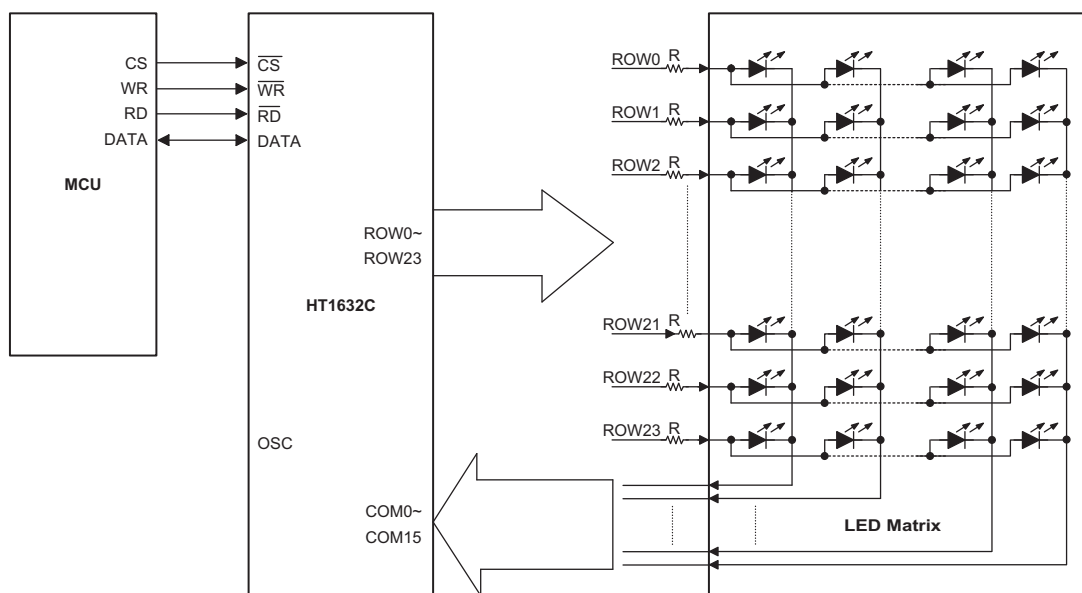 MCU
CS
WR
RD
DATA
CS
WR
RD
DATA
ROW0~
ROW23
HT1632C
OSC
COM0~
COM15
ROW0 R
ROW1 R
ROW2 R
ROW21 R
ROW22 R
ROW23 R
LED Matrix